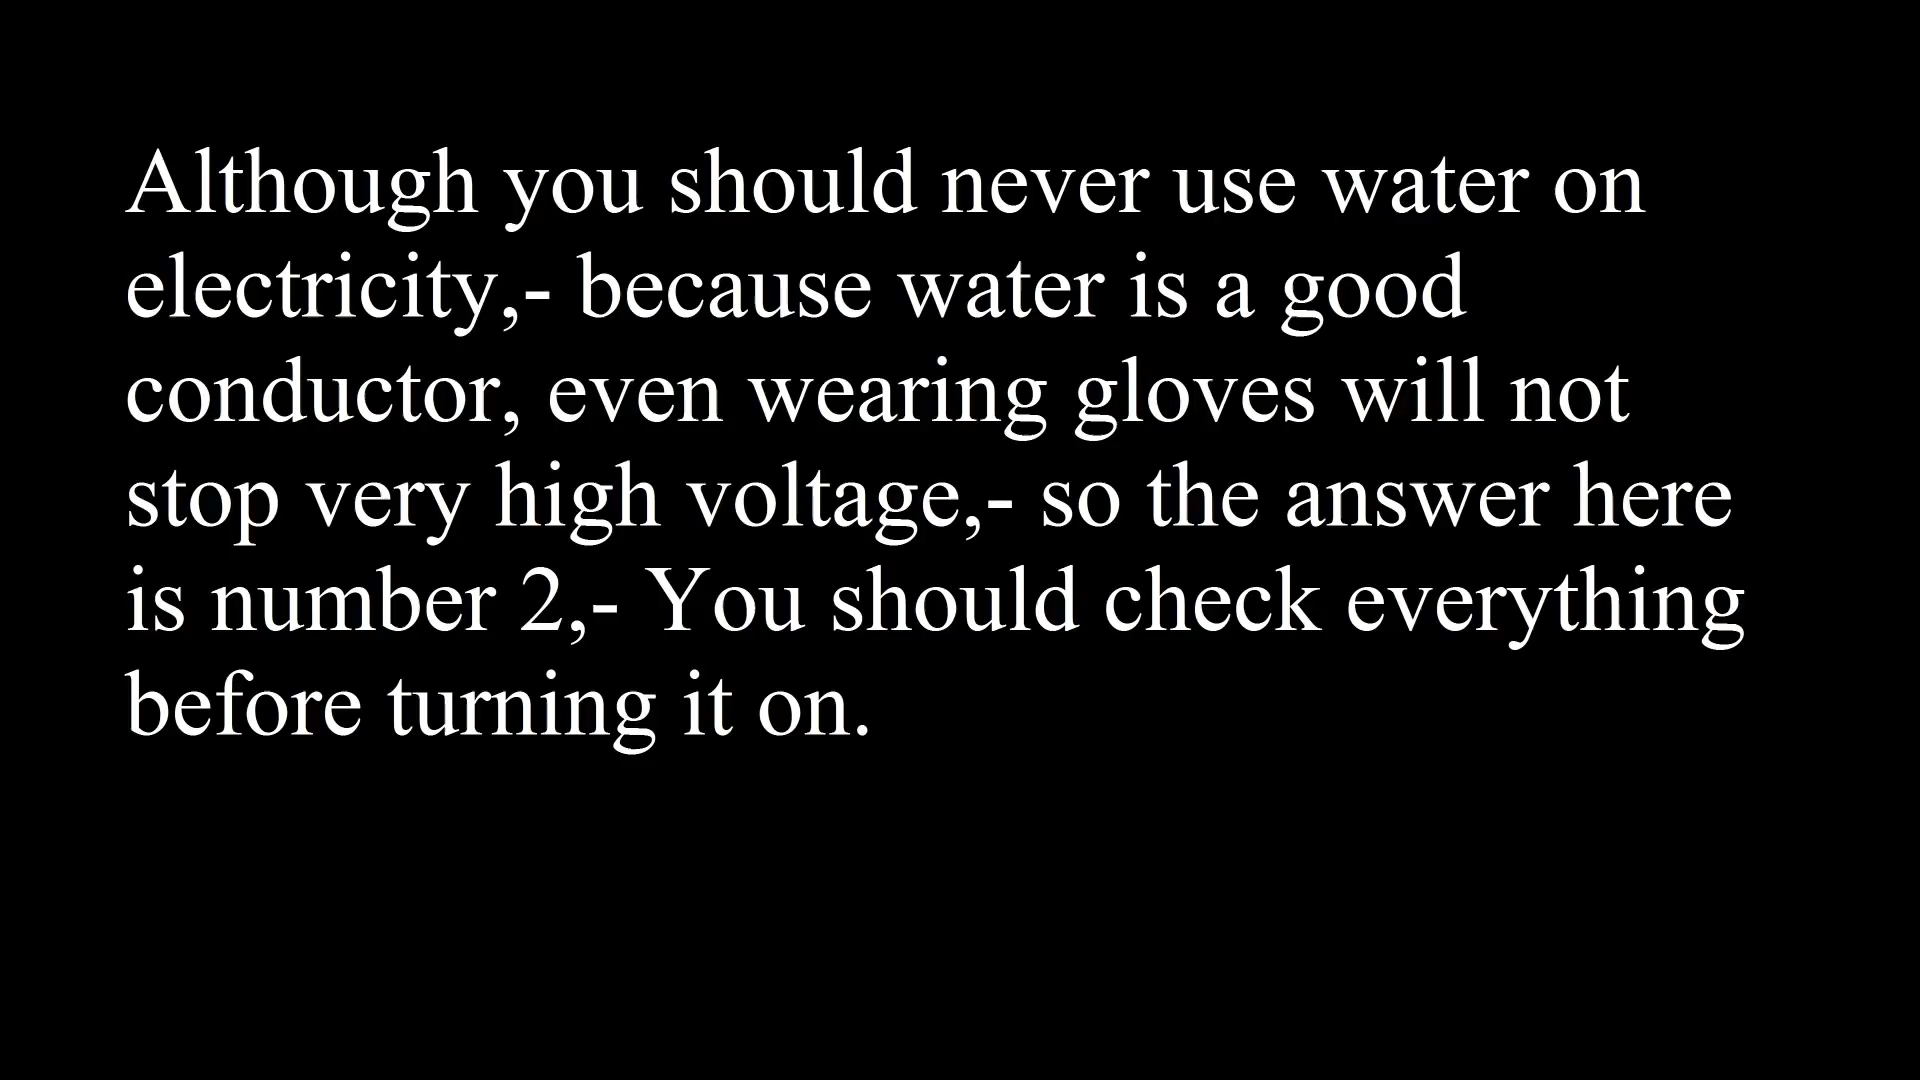 Although you should never use water on
electricity,- because water is a good
conductor, even wearing gloves will not
stop very high voltage,- so the answer here
is number 2,- You should check everything
before turning it on.